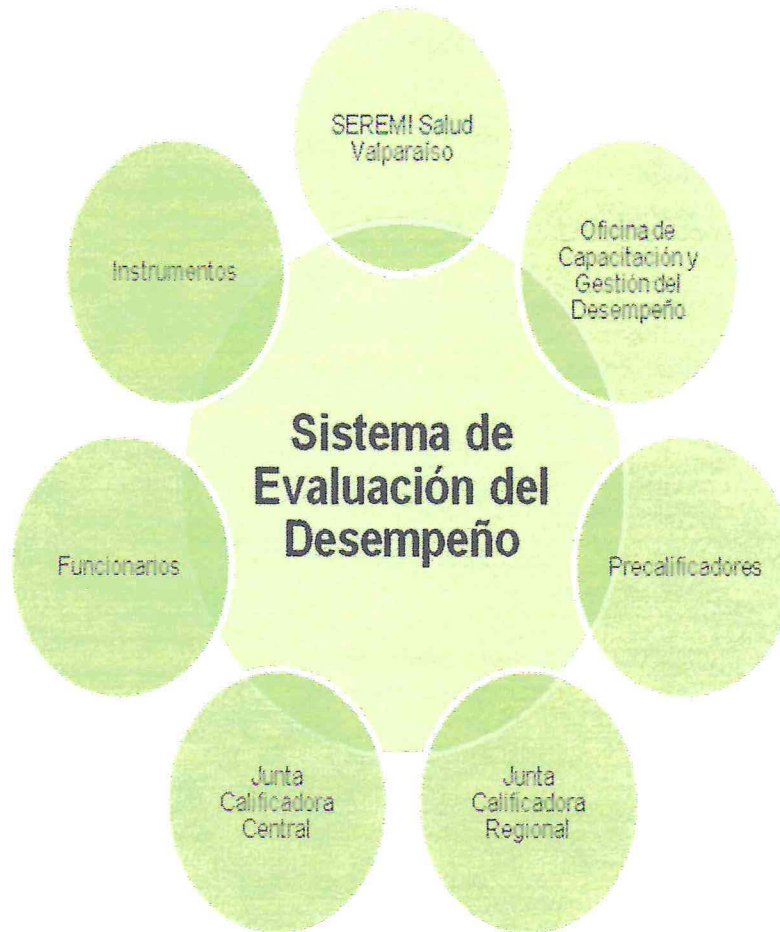 SEREMI Salud
Valparaíso
Oficina de
Capacitación y
Gestión del
Desempeño
Precalificadores
Junta
Calificadora
Regional
Junta
Calificadora
Central
Funcionarios
Instrumentos
Sistema de
Evaluación del
Desempeño